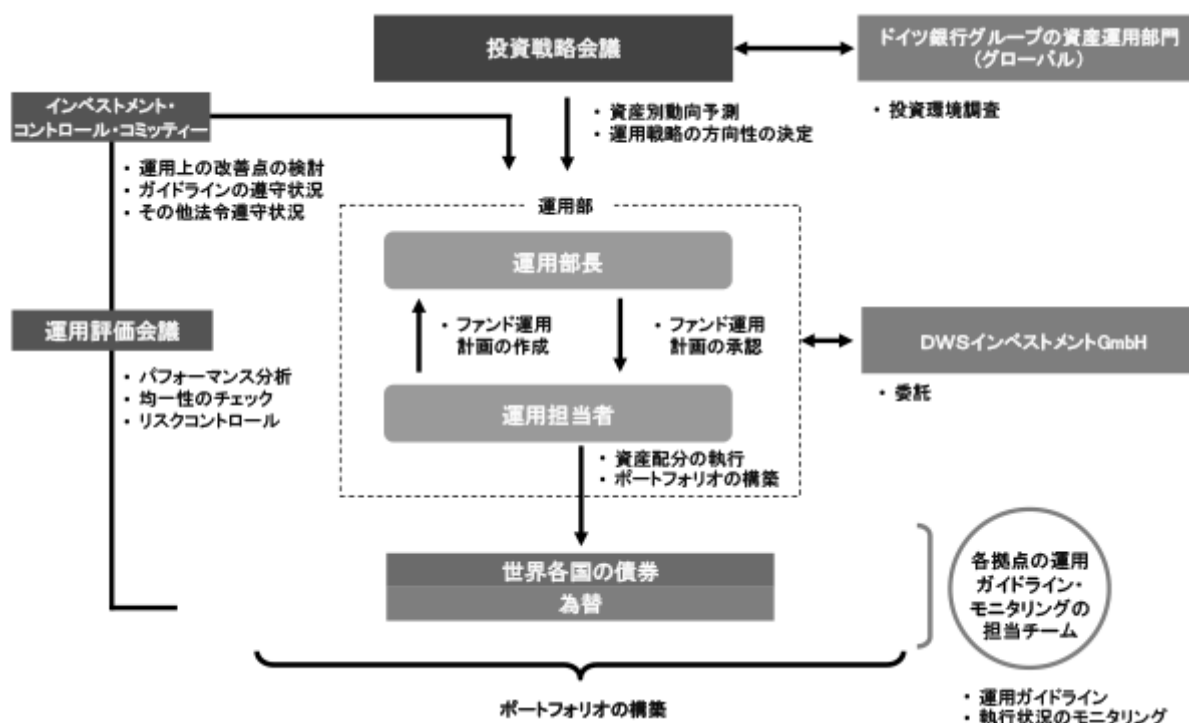 投資戦略会議
ドイツ銀行グループの資産運用部門
(グローバル)
・ 投資環境調査
・ 資産別動向予測
・ 運用戦略の方向性の決定
インベストメント・
コントロール・コミッティー
・ 運用上の改善点の検討
・ ガイドラインの遵守状況
・ その他法令遵守状況
運用部
運用部長
・ ファンド運用
計画の作成
・ ファンド運用
計画の承認
運用評価会議
・ パフォーマンス分析
・ 均一性のチェック
・ リスクコントロール
DWSインベストメントGmbH
・ 委託
運用担当者
・ 資産配分の執行
・ ポートフォリオの構築
世界各国の債券
為替
各拠点の運用
ガイドライン・
モニタリングの
担当チーム
・ 運用ガイドライン
・ 執行状況のモニタリング
ポートフォリオの構築